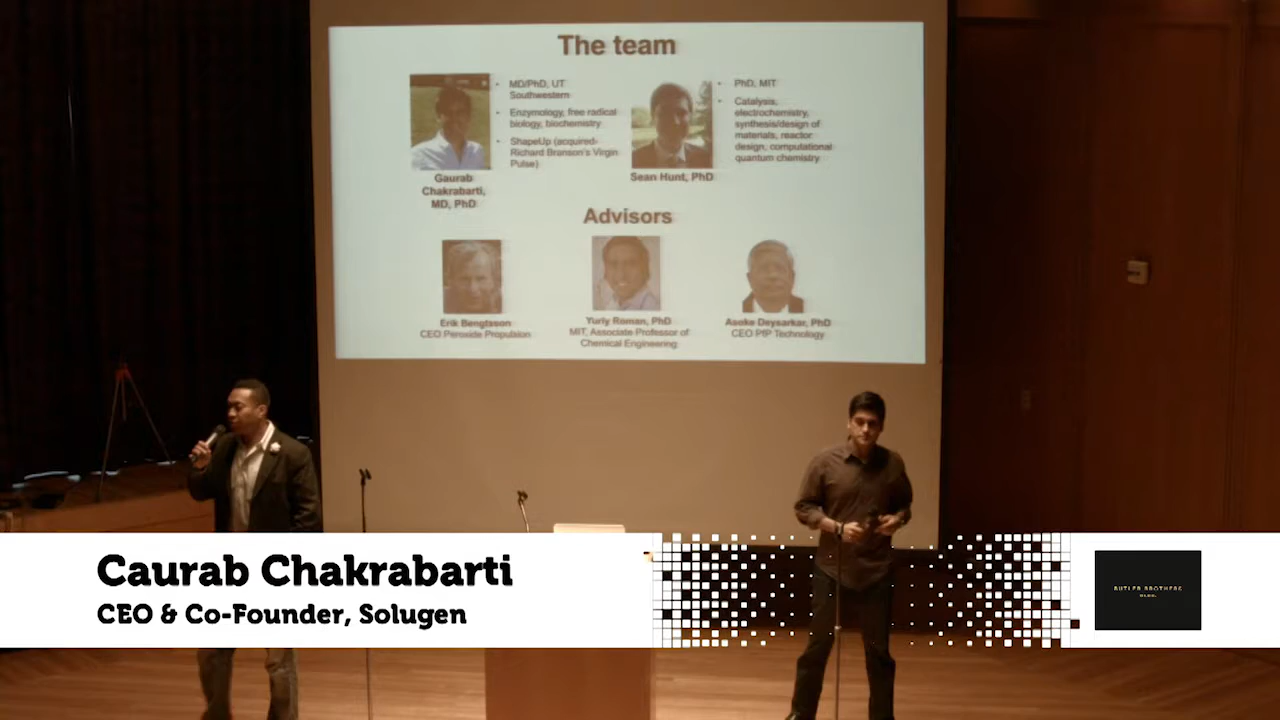 The team
• MD/PhD, UT
Southwestern
• Enzymology, free radical
biology, biochemistry
• ShapeUp (acquired-
Richard Branson's Virgin
Pulse)
Gaurab
Chakrabarti,
MD, PhD
• PhD, MIT
• Catalysis,
electrochemistry,
synthesis/design of
materials, reactor
design, computational
quantum chemistry
Sean Hunt, PhD
Advisors
Erik Bengtsson
CEO Peroxide Propulsion
Yuriy Roman, PhD
MIT, Associate Professor of
Chemical Engineering
Asoke Deysarkar, PhD
CEO PfP Technology
Caurab Chakrabarti
CEO & Co-Founder, Solugen
BUTLER BROTHERS